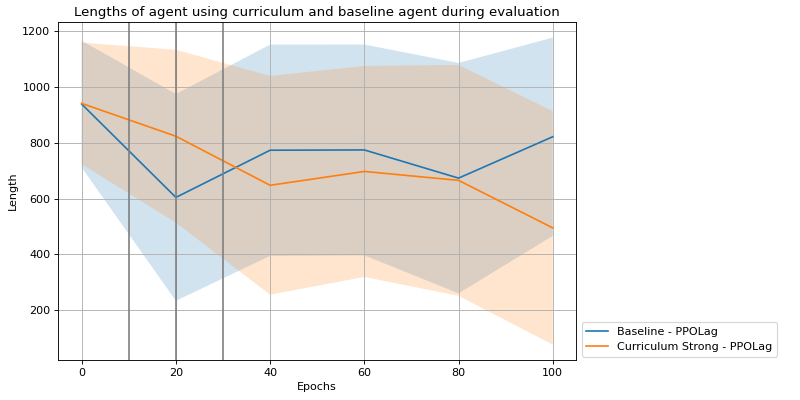 Lengths of agent using curriculum and baseline agent during evaluation
1200
1000
800
600
400
200
Length
0 20 40 60 80 100
Epochs
Baseline - PPOLag
Curriculum Strong - PPOLag